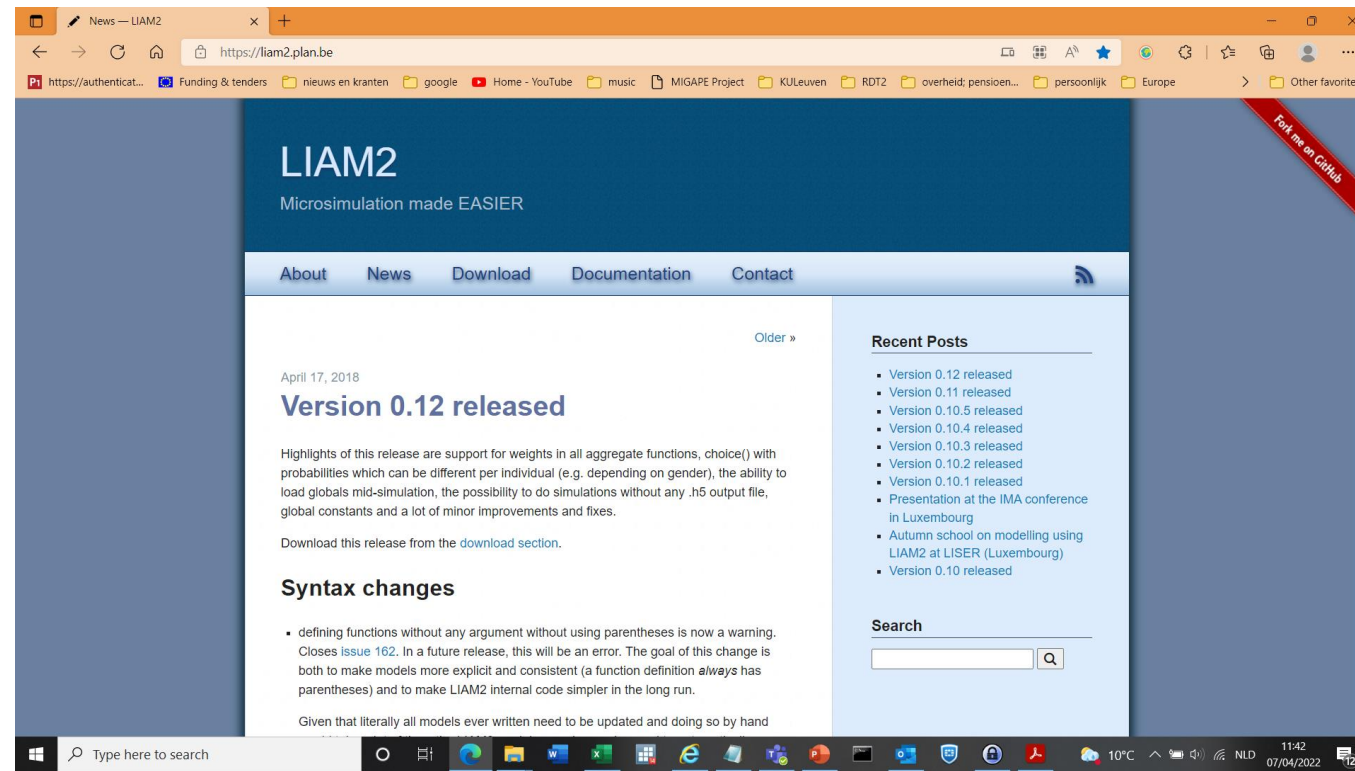 News — LIAM2
https://liam2.plan.be
https://authenticat...
Funding & tenders
nieuws en kranten
google
Home - YouTube
music
MIGAPE Project
KULeuven
RDT2
overheid; pensioen...
persoonlijk
Europe
Other favorite
Fork me on GitHub
LIAM2
Microsimulation made EASIER
About News Download Documentation Contact
Older »
April 17, 2018
Version 0.12 released
Highlights of this release are support for weights in all aggregate functions, choice() with
probabilities which can be different per individual (e.g. depending on gender), the ability to
load globals mid-simulation, the possibility to do simulations without any .h5 output file,
global constants and a lot of minor improvements and fixes.
Download this release from the download section.
Syntax changes
▪ defining functions without any argument without using parentheses is now a warning.
Closes issue 162. In a future release, this will be an error. The goal of this change is
both to make models more explicit and consistent (a function definition always has
parentheses) and to make LIAM2 internal code simpler in the long run.
Given that literally all models ever written need to be updated and doing so by hand
Recent Posts
▪ Version 0.12 released
▪ Version 0.11 released
▪ Version 0.10.5 released
▪ Version 0.10.4 released
▪ Version 0.10.3 released
▪ Version 0.10.2 released
▪ Version 0.10.1 released
▪ Presentation at the IMA conference
in Luxembourg
▪ Autumn school on modelling using
LIAM2 at LISER (Luxembourg)
▪ Version 0.10 released
Search
Type here to search
10°C
NLD
11:42
07/04/2022
12